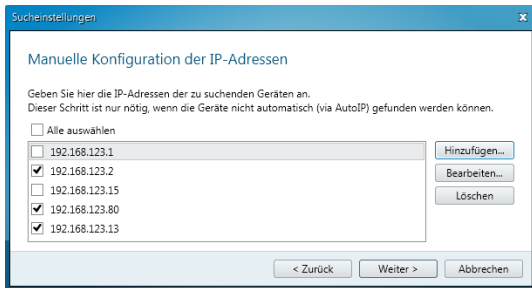 Sucheinstellungen
x
Manuelle Konfiguration der IP-Adressen
Geben Sie hier die IP-Adressen der zu suchenden Geräten an.
Dieser Schritt ist nur nötig, wenn die Geräte nicht automatisch (via AutoIP) gefunden werden können.
Alle auswählen
192.168.123.1
192.168.123.2
192.168.123.15
192.168.123.80
192.168.123.13
Hinzufügen...
Bearbeiten...
Löschen
< Zurück
Weiter >
Abbrechen